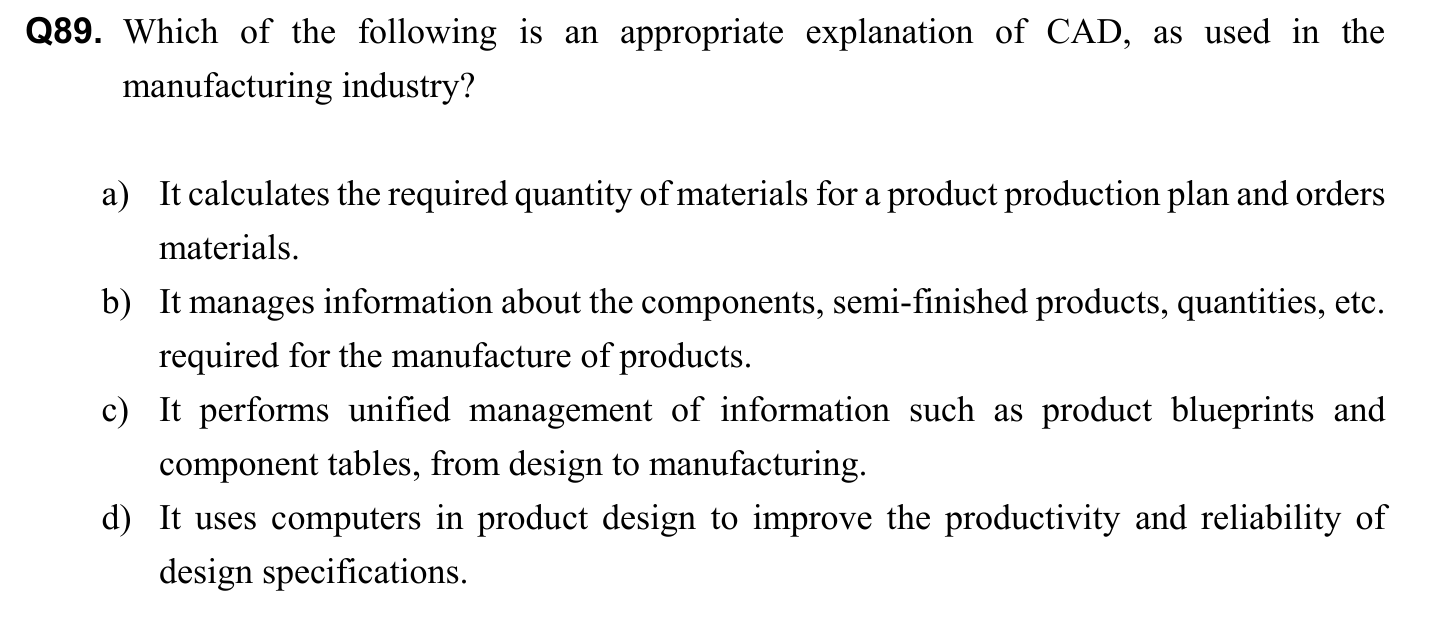 Q89. Which of the following is an appropriate explanation of CAD, as used in the
manufacturing industry?
a) It calculates the required quantity of materials for a product production plan and orders
materials.
b) It manages information about the components, semi-finished products, quantities, etc.
required for the manufacture of products.
c) It performs unified management of information such as product blueprints and
component tables, from design to manufacturing.
d) It uses computers in product design to improve the productivity and reliability of
design specifications.